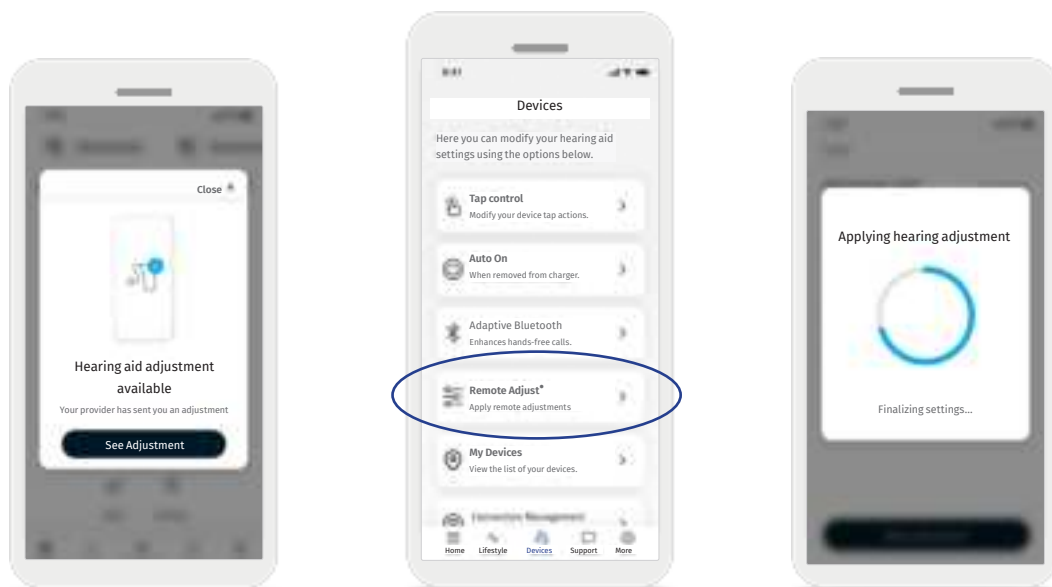 Close
Hearing aid adjustment
available
Your provider has sent you an adjustment
See Adjustment
Devices
Here you can modify your hearing aid
settings using the options below.
Tap control
Modify your device tap actions.
Auto On
When removed from charger.
Adaptive Bluetooth
Enhances hands-free calls.
Remote Adjust*
Apply remote adjustments
My Devices
View the list of your devices.
Connection Management
Home Lifestyle Devices Support More
Applying hearing adjustment
Finalizing settings...